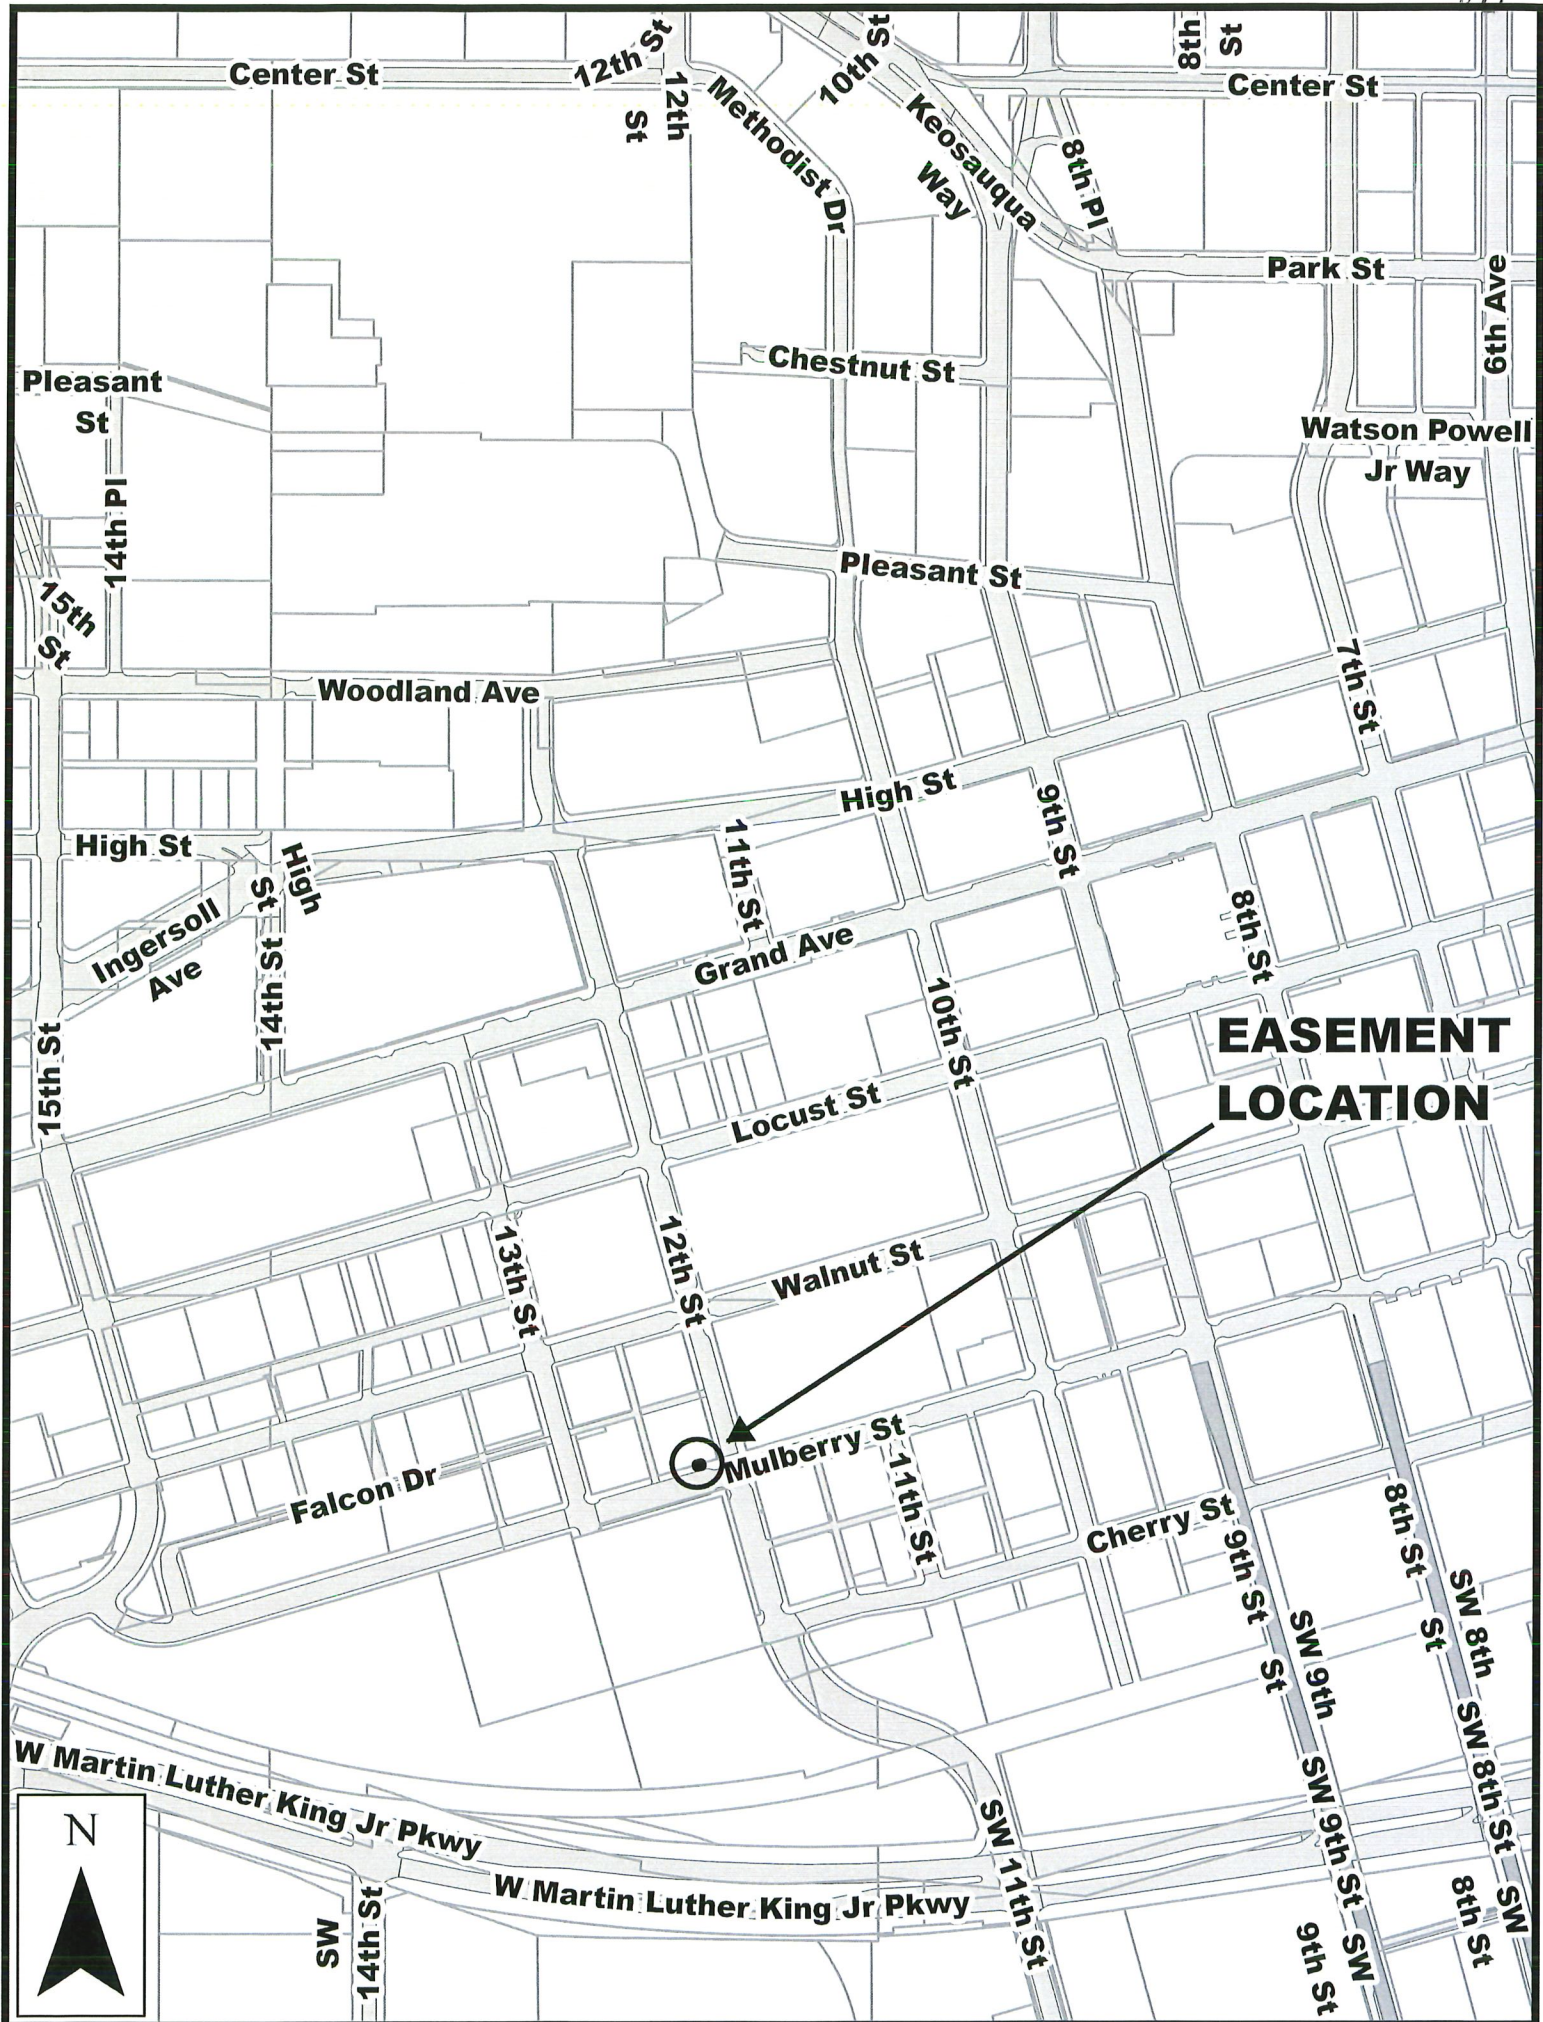 Center St
12th St
12th
St
10th St
8th
St
Center St
Methodist Dr
Keosauqua
Way
8th Pl
Park St
6th Ave
Chestnut St
Pleasant
St
Watson Powell
Jr Way
14th Pl
Pleasant St
15th
St
7th St
Woodland Ave
High St
High St
High
St
9th St
11th St
8th St
Ingersoll
Ave
14th St
Grand Ave
10th St
EASEMENT
LOCATION
15th St
Locust St
13th St
12th St
Walnut St
Mulberry St
Falcon Dr
11th St
Cherry St
9th St
8th St
SW 8th
St
SW 9th
St
W Martin Luther King Jr Pkwy
SW 8th St
SW 9th St
N
SW 11th St
W Martin Luther King Jr Pkwy
SW
14th St
SW
9th St
SW
8th St